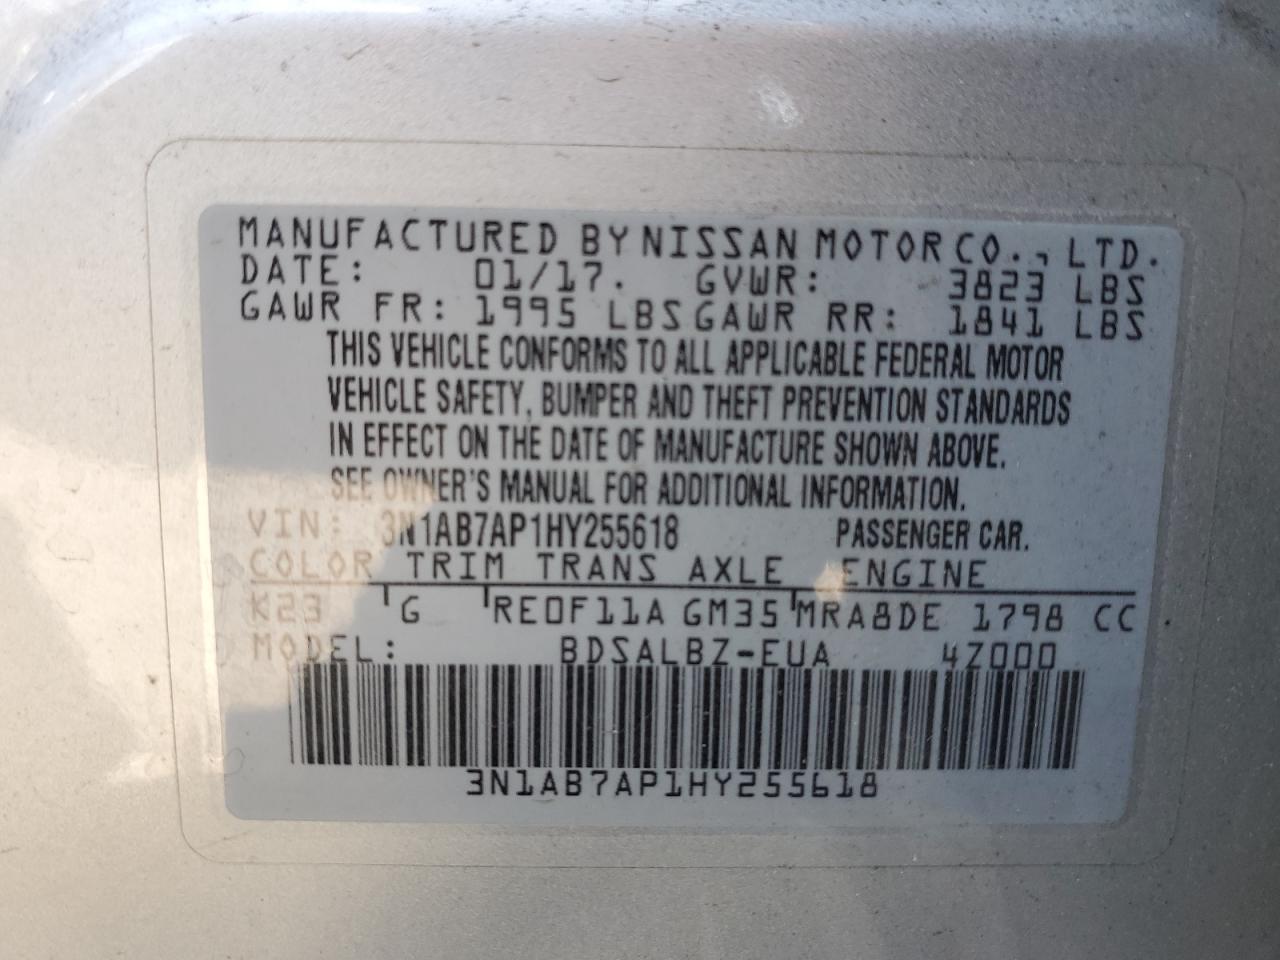 MANUFACTURED BY NISSAN MOTOR CO., LTD.
DATE: 01/17. GVWR: 3823 LBS
GAWR FR: 1995 LBS GAWR RR: 1841 LBS
THIS VEHICLE CONFORMS TO ALL APPLICABLE FEDERAL MOTOR
VEHICLE SAFETY, BUMPER AND THEFT PREVENTION STANDARDS
IN EFFECT ON THE DATE OF MANUFACTURE SHOWN ABOVE.
SEE OWNER'S MANUAL FOR ADDITIONAL INFORMATION.
VIN: 3N1AB7AP1HY255618 PASSENGER CAR.
COLOR TRIM TRANS AXLE ENGINE
K23 G RE0F11A GM35 MRA8DE 1798 CC
MODEL: BDSALBZ-EUA 4Z000
3N1AB7AP1HY255618